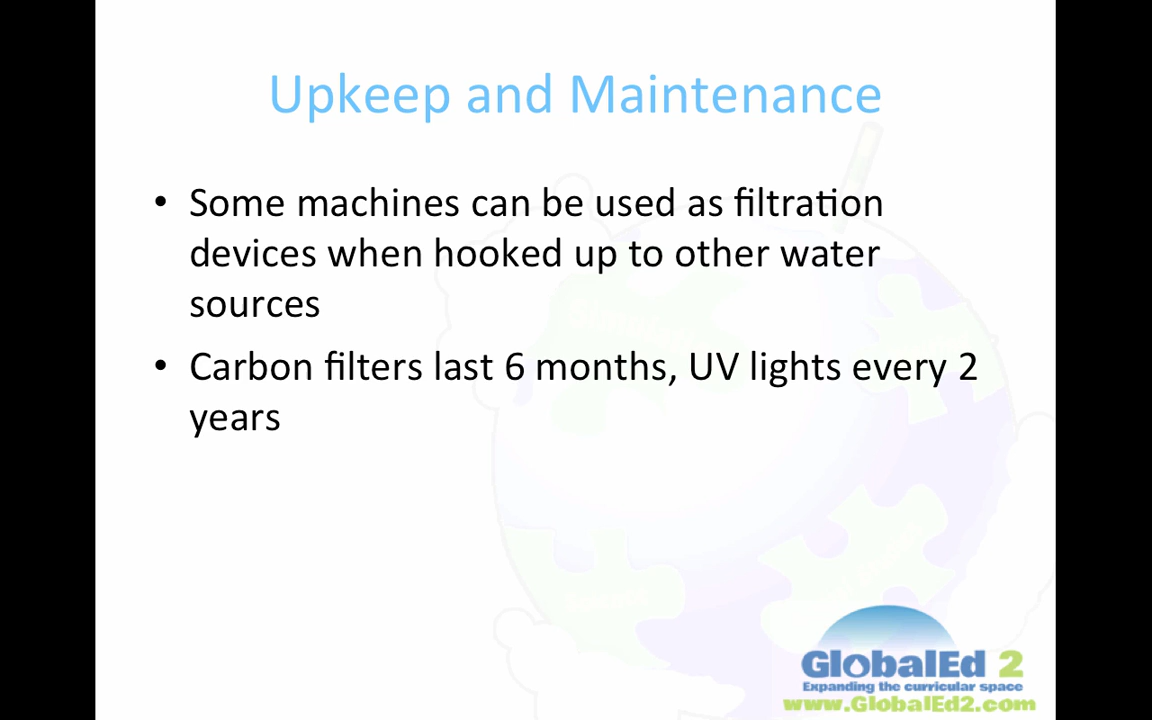 Upkeep and Maintenance
• Some machines can be used as filtration
devices when hooked up to other water
sources
• Carbon filters last 6 months, UV lights every 2
years
GlobalEd 2
Expanding the curricular space
www.GlobalEd2.com